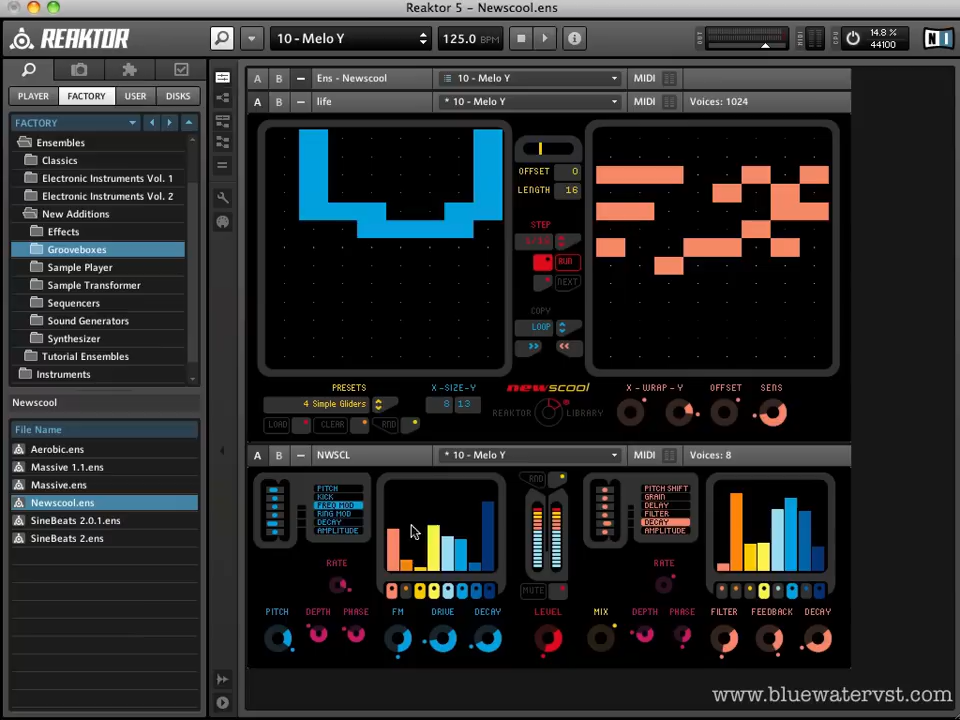 Reaktor 5 - Newscool.ens
REAKTOR
10 - Melo Y
125.0 BPM
14.8 %
44100
PLAYER FACTORY USER DISKS
FACTORY
Ensembles
Classics
Electronic Instruments Vol. 1
Electronic Instruments Vol. 2
New Additions
Effects
Grooveboxes
Sample Player
Sample Transformer
Sequencers
Sound Generators
Synthesizer
Tutorial Ensembles
Instruments
Newscool
File Name
Aerobic.ens
Massive 1.1.ens
Massive.ens
Newscool.ens
SineBeats 2.0.1.ens
SineBeats 2.ens
A B Ens - Newscool 10 - Melo Y MIDI
A B life * 10 - Melo Y MIDI Voices: 1024
OFFSET 0
LENGTH 16
STEP
RUN
NEXT
COPY
LOOP
>> <<
PRESETS
4 Simple Gliders
LOAD CLEAR RND
X-SIZE-Y
8 13
newscool
REAKTOR LIBRARY
X-WRAP-Y OFFSET SENS
A B NWSCL * 10 - Melo Y MIDI Voices: 8
PITCH
KICK
FREQ MOD
RING MOD
DECAY
AMPLITUDE
RATE
PITCH DEPTH PHASE FM DRIVE DECAY
RND
MUTE
LEVEL
PITCH SHIFT
GRAIN
DELAY
FILTER
DECAY
AMPLITUDE
RATE
MIX DEPTH PHASE FILTER FEEDBACK DECAY
www.bluewatervst.com